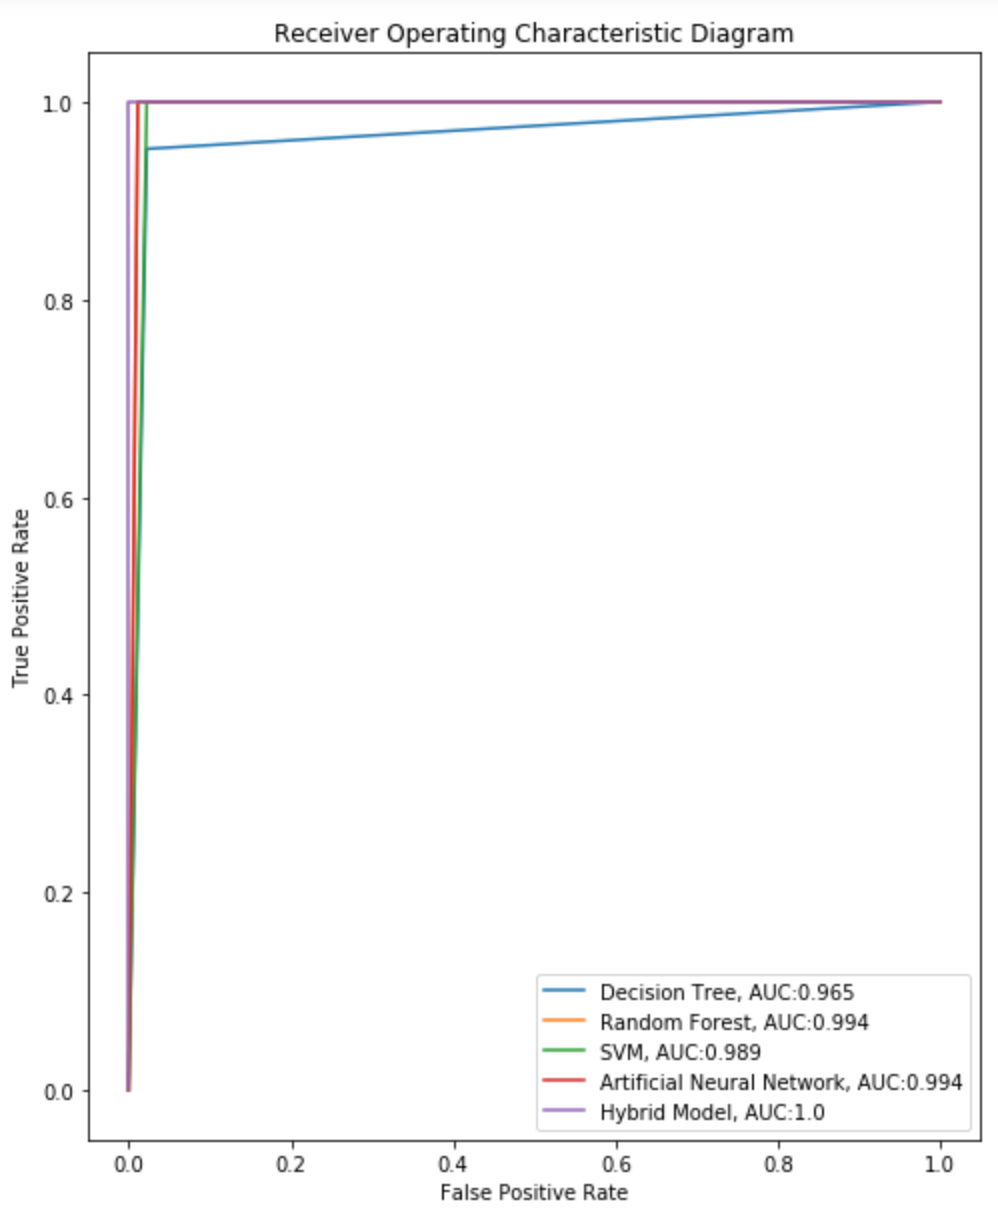 Receiver Operating Characteristic Diagram
1.0
0.8
0.6
0.4
0.2
0.0
True Positive Rate
Decision Tree, AUC:0.965
Random Forest, AUC:0.994
SVM, AUC:0.989
Artificial Neural Network, AUC:0.994
Hybrid Model, AUC:1.0
0.0 0.2 0.4 0.6 0.8 1.0
False Positive Rate